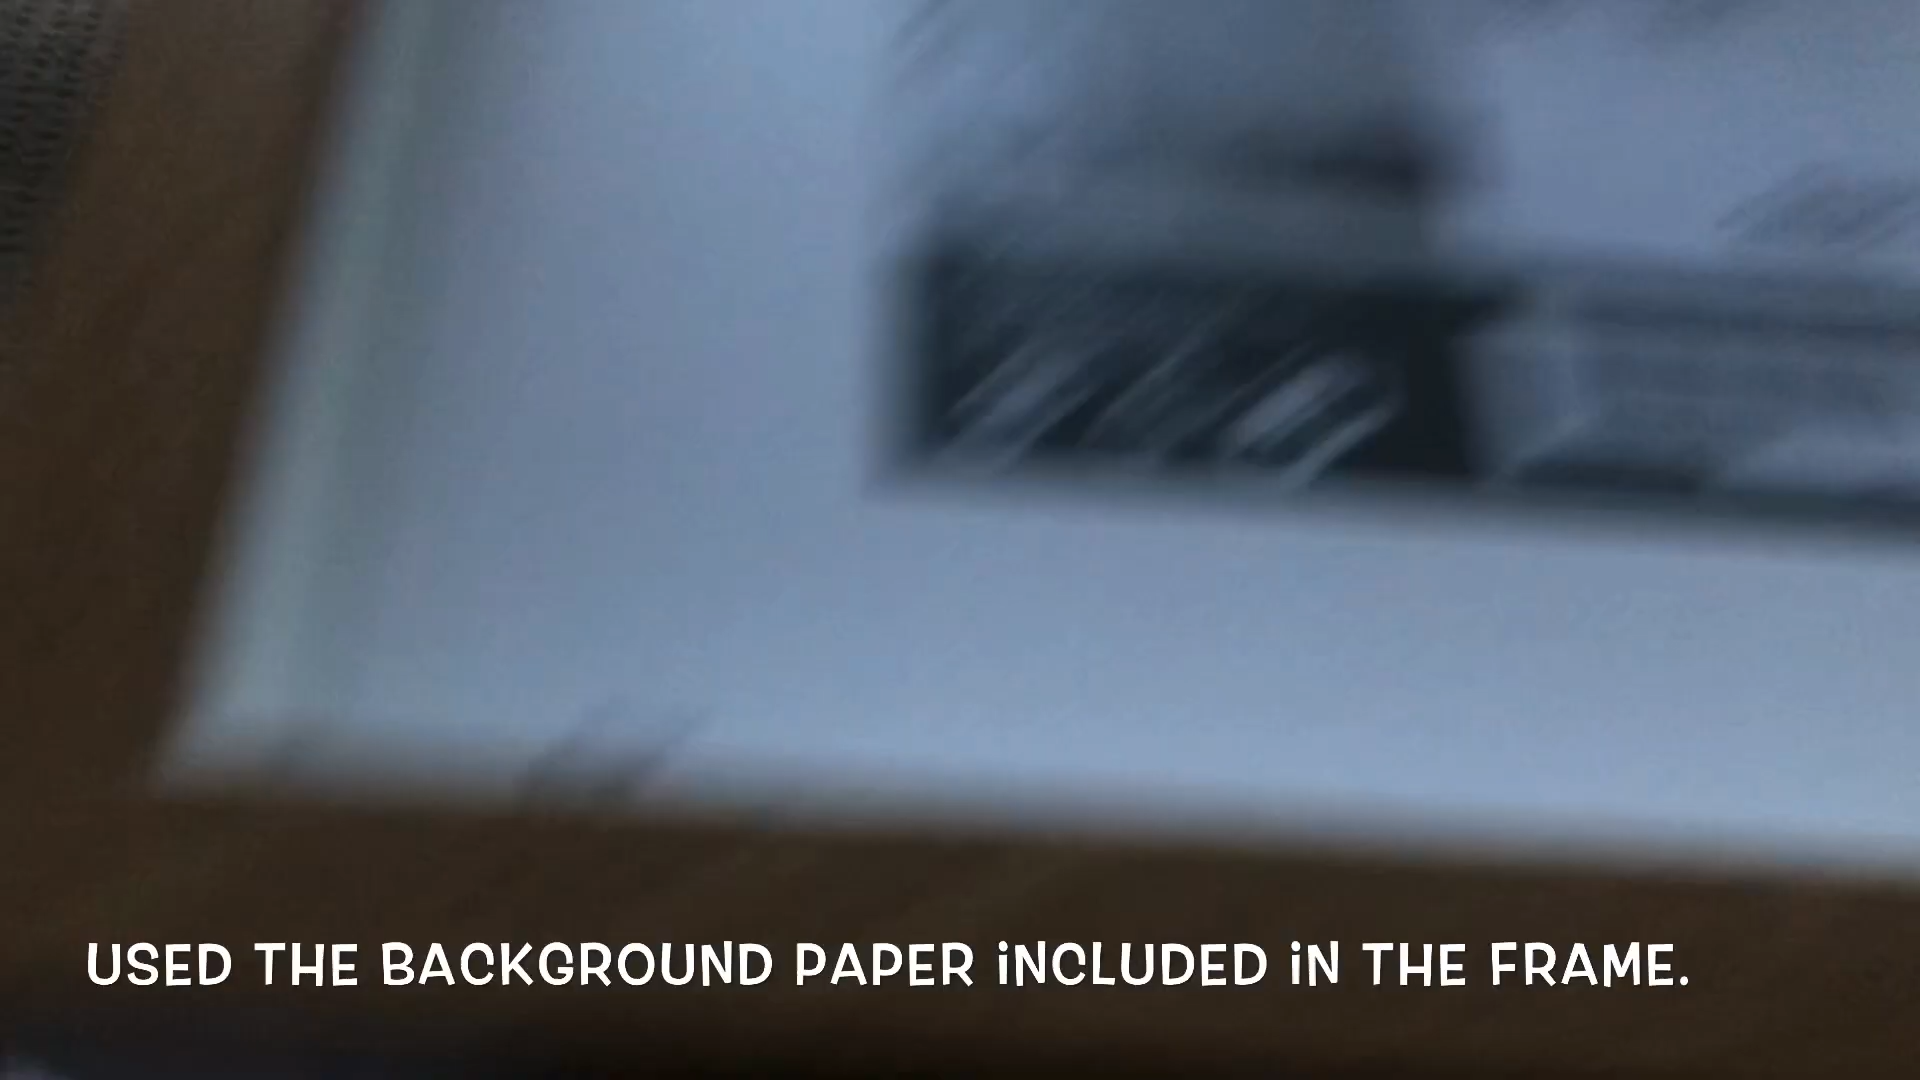 USED THE BACKGROUND PAPER iNCLUDED iN THE FRAME.